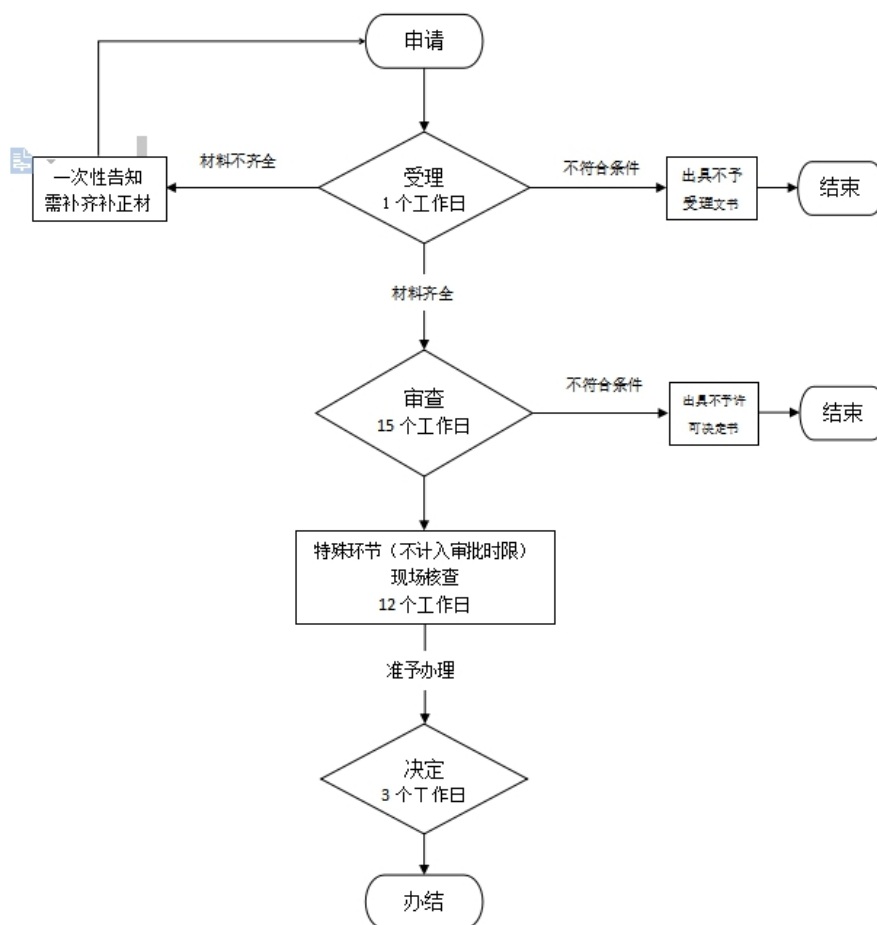 申请
材料不齐全
不符合条件
一次性告知
需补齐补正材
受理
1 个工作日
出具不予
受理文书
结束
材料齐全
审查
15 个工作日
不符合条件
出具不予许
可决定书
结束
特殊环节（不计入审批时限）
现场核查
12 个工作日
准予办理
决定
3 个工作日
办结